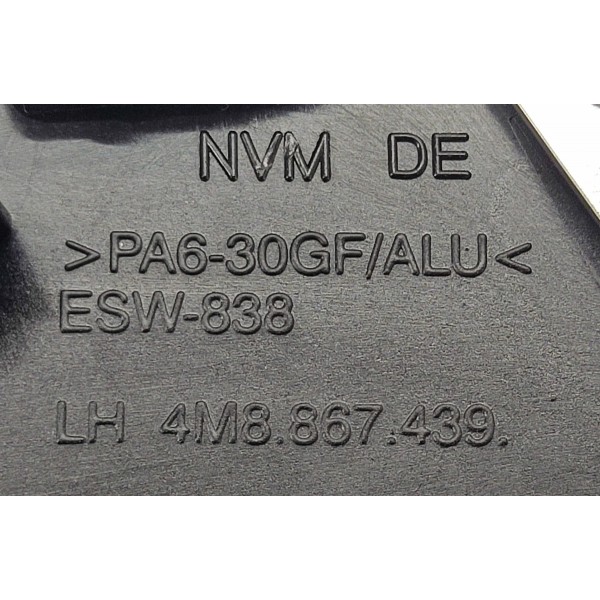 NVM DE
>PA6-30GF/ALU<
ESW-838
LH 4M8.867.439.